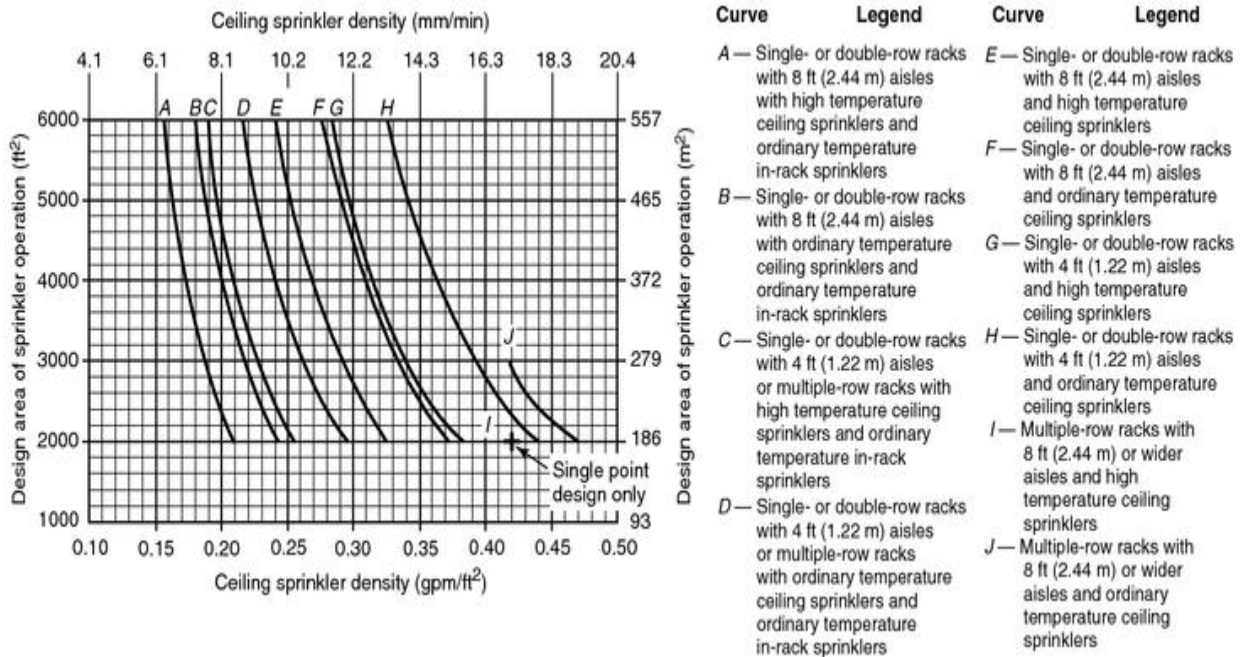 Ceiling sprinkler density (mm/min)
4.1 6.1 8.1 10.2 12.2 14.3 16.3 18.3 20.4
A B C D E F G H
6000 557
5000 465
4000 372
J
3000 279
I
2000 186
Single point
design only
1000 93
0.10 0.15 0.20 0.25 0.30 0.35 0.40 0.45 0.50
Ceiling sprinkler density (gpm/ft²)
Design area of sprinkler operation (ft²)
Design area of sprinkler operation (m²)
Curve Legend
A — Single- or double-row racks
with 8 ft (2.44 m) aisles
with high temperature
ceiling sprinklers and
ordinary temperature
in-rack sprinklers
B — Single- or double-row racks
with 8 ft (2.44 m) aisles
with ordinary temperature
ceiling sprinklers and
ordinary temperature
in-rack sprinklers
C — Single- or double-row racks
with 4 ft (1.22 m) aisles
or multiple-row racks with
high temperature ceiling
sprinklers and ordinary
temperature in-rack
sprinklers
D — Single- or double-row racks
with 4 ft (1.22 m) aisles
or multiple-row racks
with ordinary temperature
ceiling sprinklers and
ordinary temperature
in-rack sprinklers
Curve Legend
E — Single- or double-row racks
with 8 ft (2.44 m) aisles
and high temperature
ceiling sprinklers
F — Single- or double-row racks
with 8 ft (2.44 m) aisles
and ordinary temperature
ceiling sprinklers
G — Single- or double-row racks
with 4 ft (1.22 m) aisles
and high temperature
ceiling sprinklers
H — Single- or double-row racks
with 4 ft (1.22 m) aisles
and ordinary temperature
ceiling sprinklers
I — Multiple-row racks with
8 ft (2.44 m) or wider
aisles and high
temperature ceiling
sprinklers
J — Multiple-row racks with
8 ft (2.44 m) or wider
aisles and ordinary
temperature ceiling
sprinklers